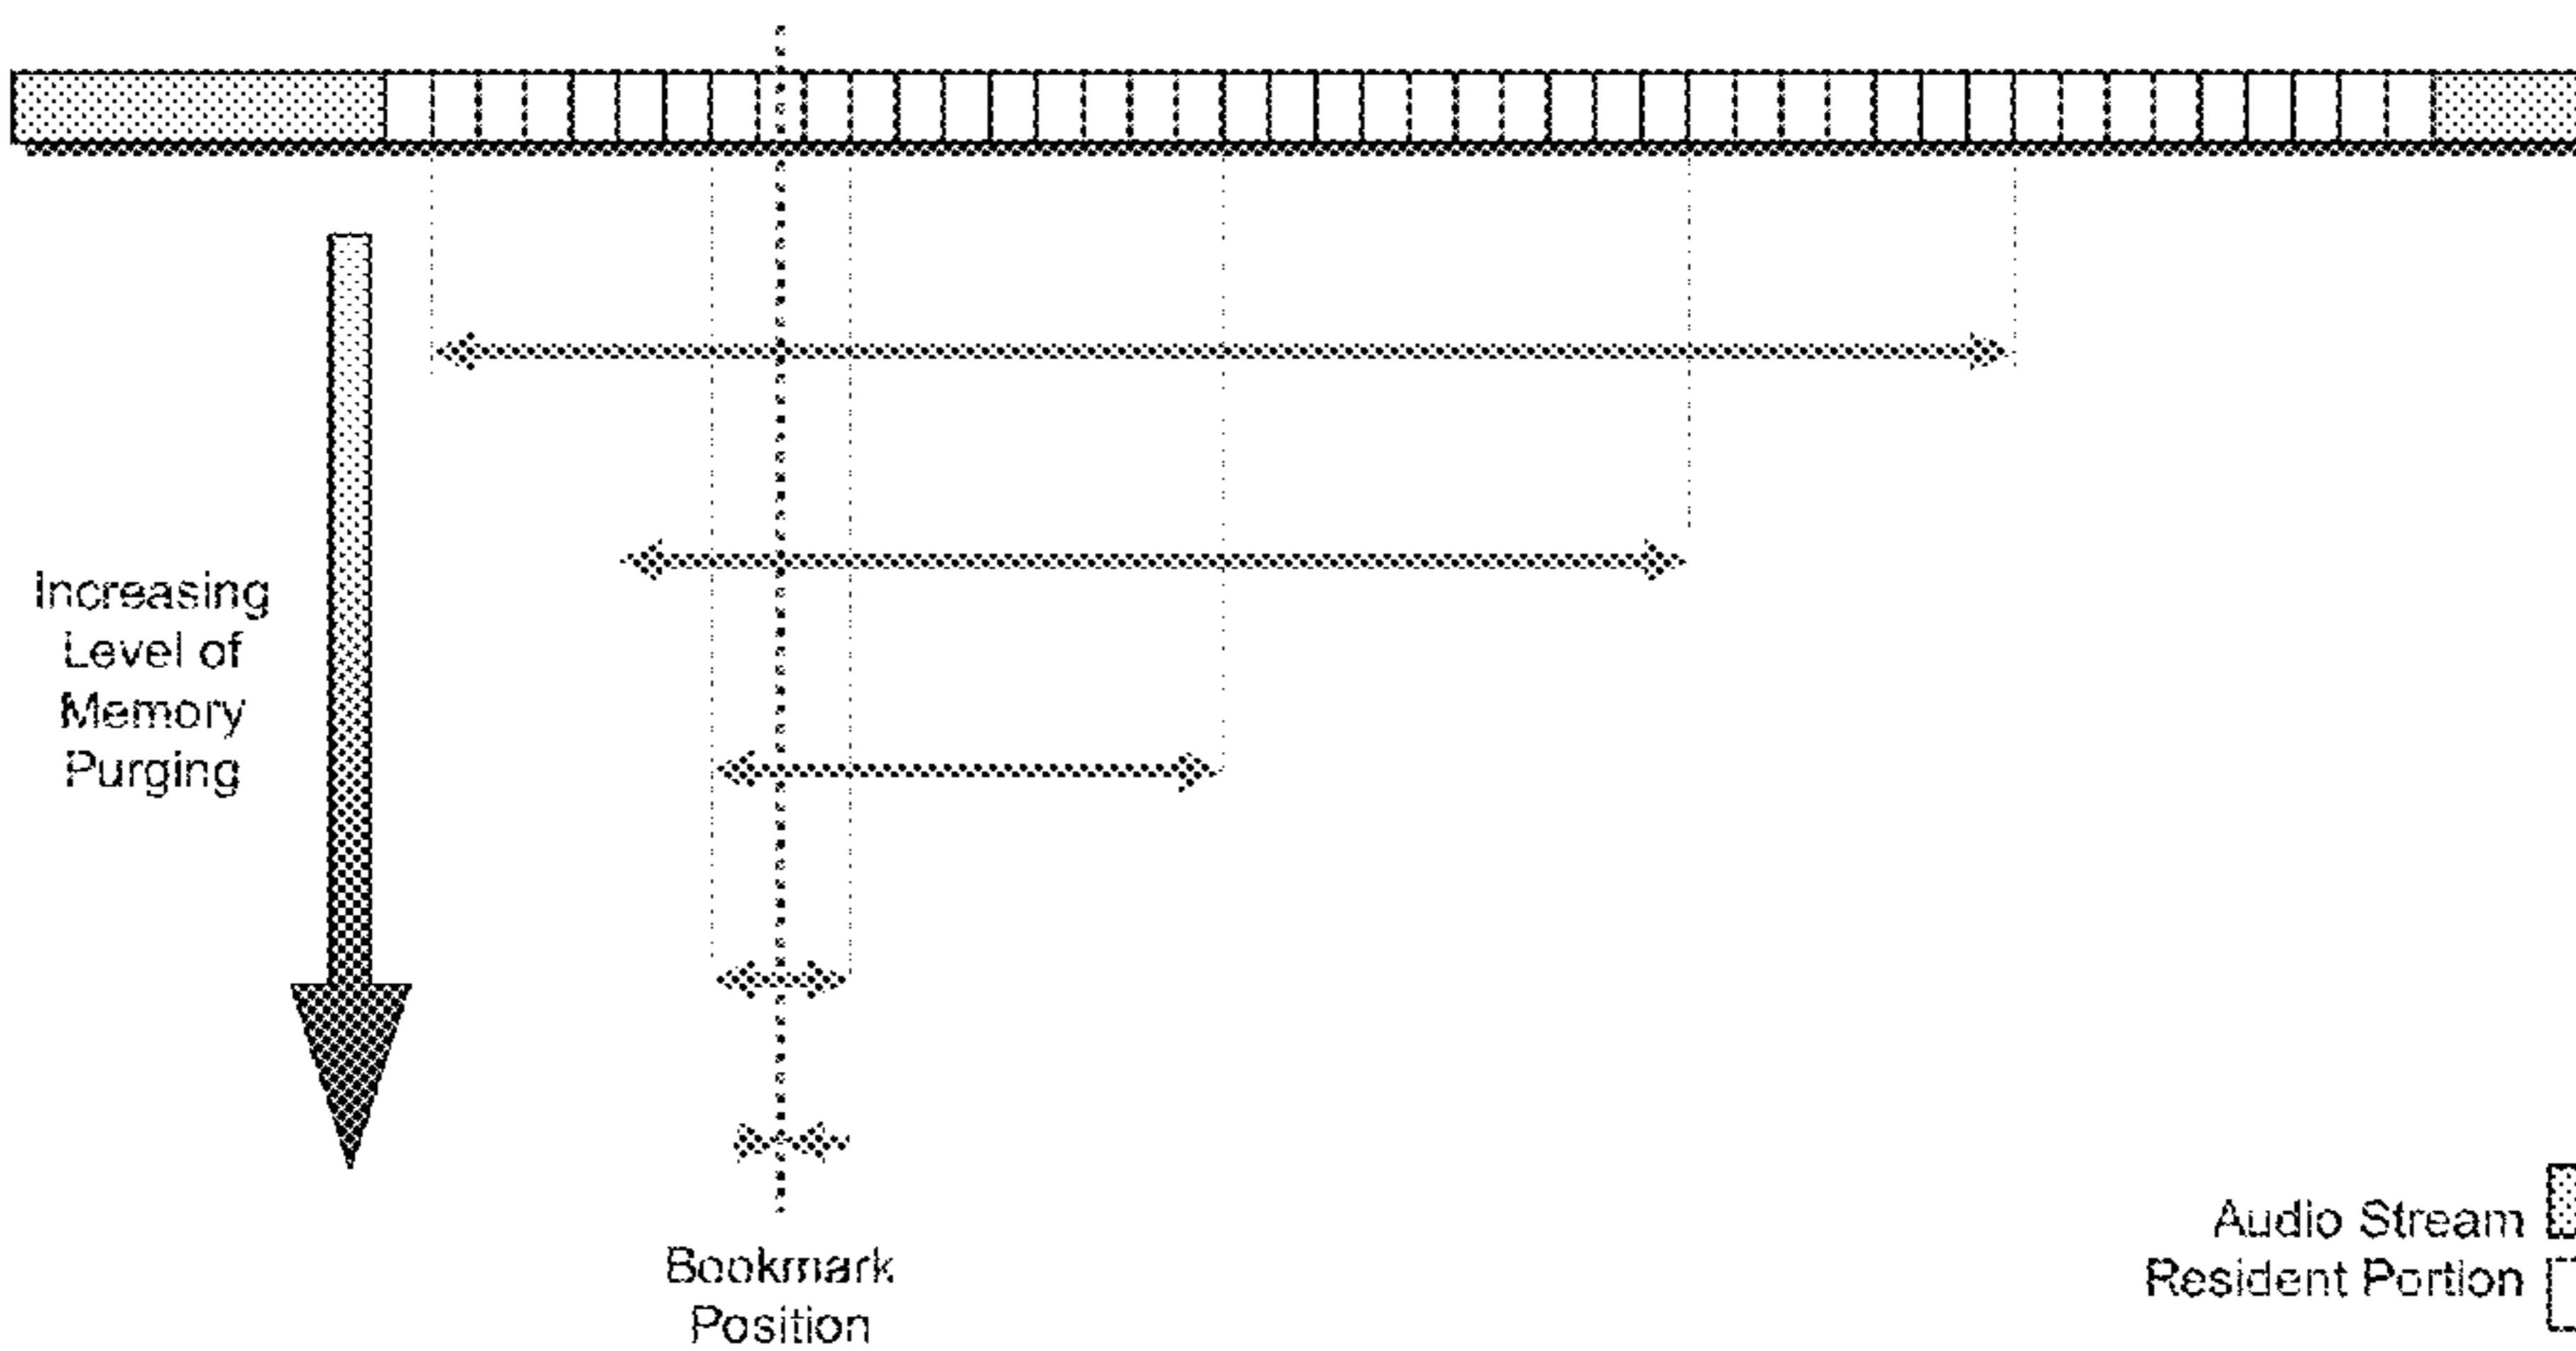 Increasing
Level of
Memory
Purging
Bookmark
Position
Audio Stream
Resident Portion